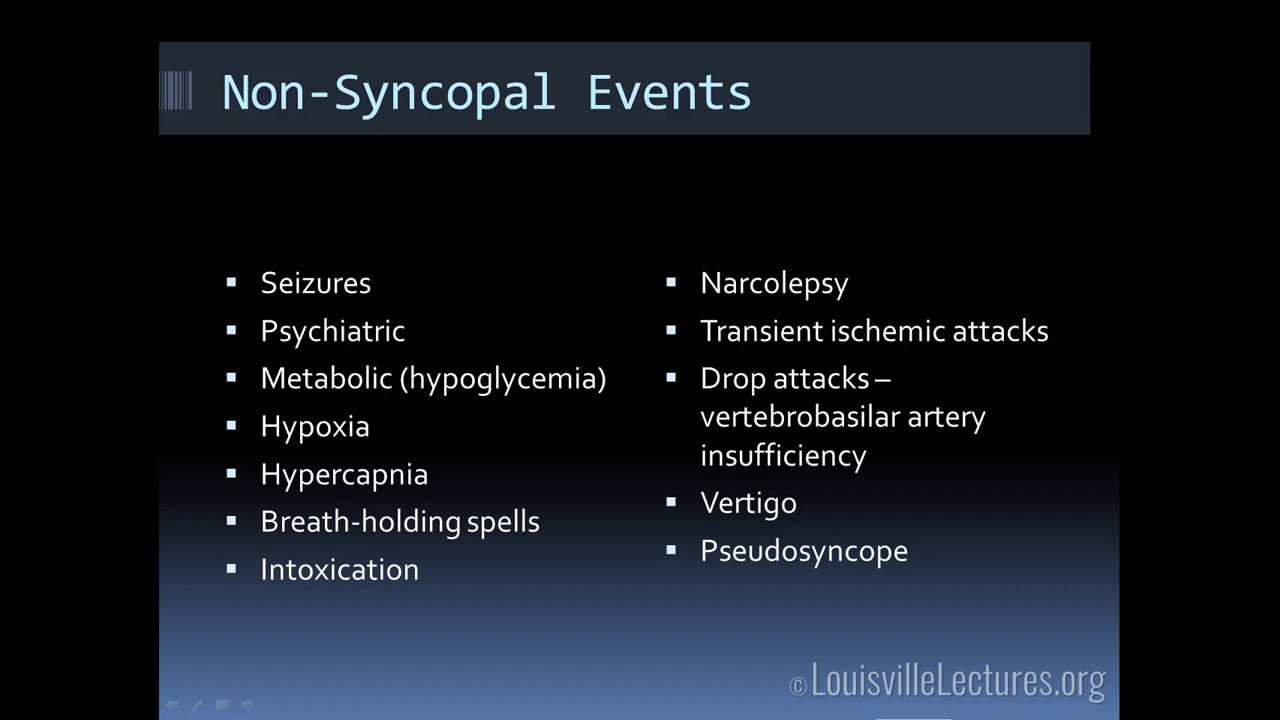 Non-Syncopal Events
▪ Seizures
▪ Psychiatric
▪ Metabolic (hypoglycemia)
▪ Hypoxia
▪ Hypercapnia
▪ Breath-holding spells
▪ Intoxication
▪ Narcolepsy
▪ Transient ischemic attacks
▪ Drop attacks –
vertebrobasilar artery
insufficiency
▪ Vertigo
▪ Pseudosyncope
© LouisvilleLectures.org